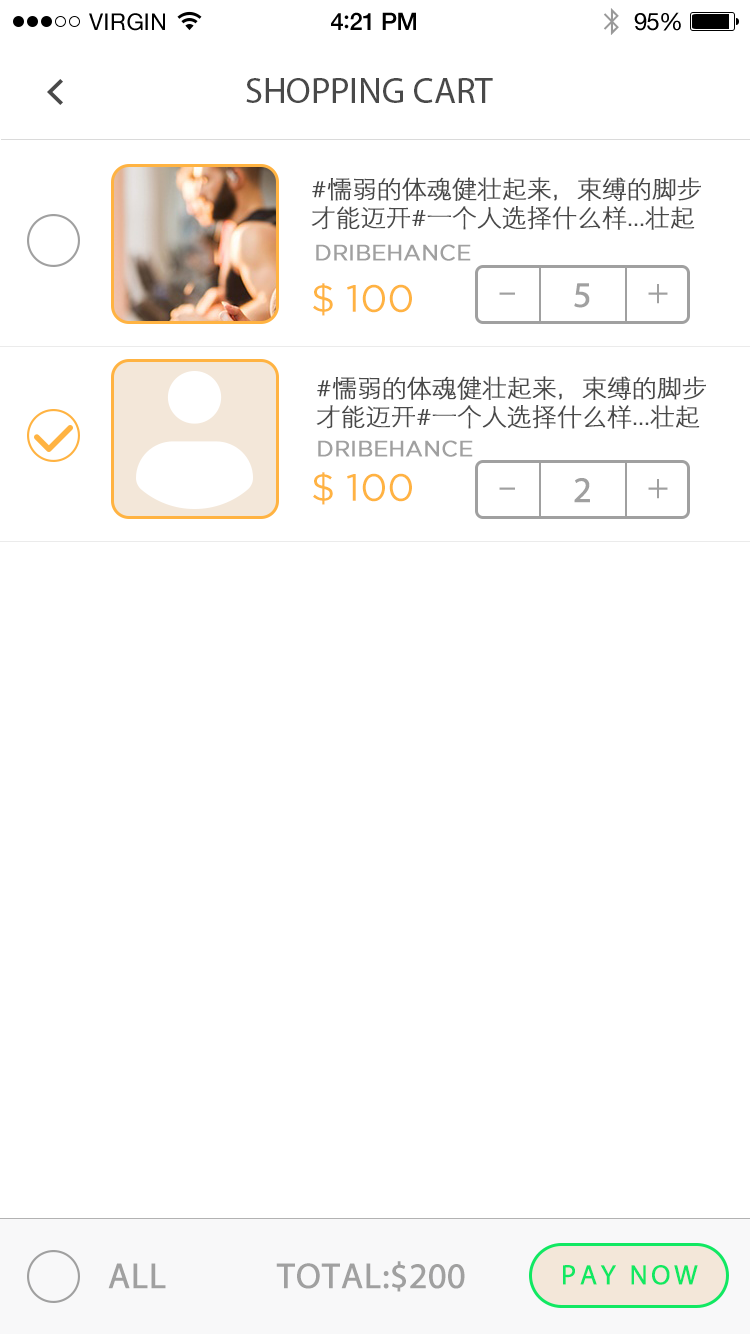 VIRGIN 4:21 PM 95%
SHOPPING CART
#懦弱的体魂健壮起来，束缚的脚步
才能迈开#一个人选择什么样...壮起
DRIBEHANCE
$ 100 − 5 +
#懦弱的体魂健壮起来，束缚的脚步
才能迈开#一个人选择什么样...壮起
DRIBEHANCE
$ 100 − 2 +
ALL TOTAL:$200 PAY NOW